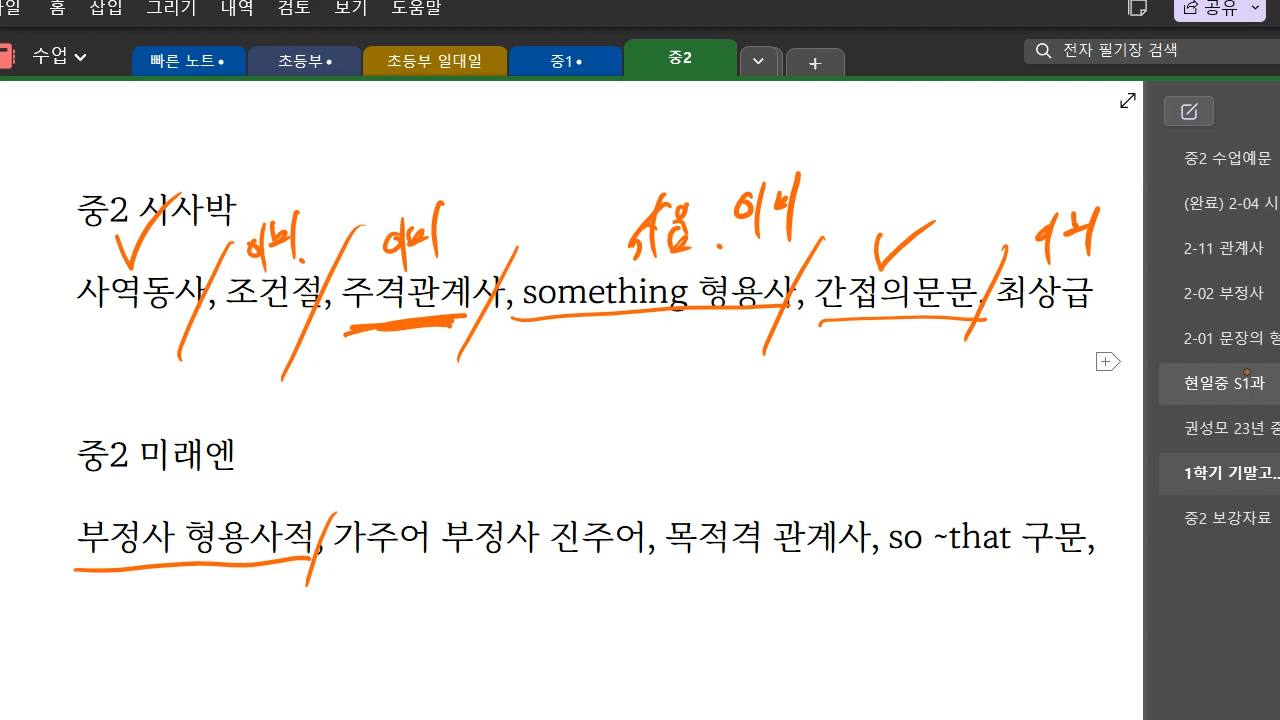 홈 삽입 그리기 내역 검토 보기 도움말 공유
수업 빠른 노트 초등부 초등부 일대일 중1 중2 + 전자 필기장 검색
중2 시사박
사역동사, 조건절, 주격관계사, something 형용사, 간접의문문, 최상급
중2 미래엔
부정사 형용사적, 가주어 부정사 진주어, 목적격 관계사, so ~that 구문,
중2 수업예문
(완료) 2-04 시
2-11 관계사
2-02 부정사
2-01 문장의 형
현일중 S1과
권성모 23년 중
1학기 기말고...
중2 보강자료